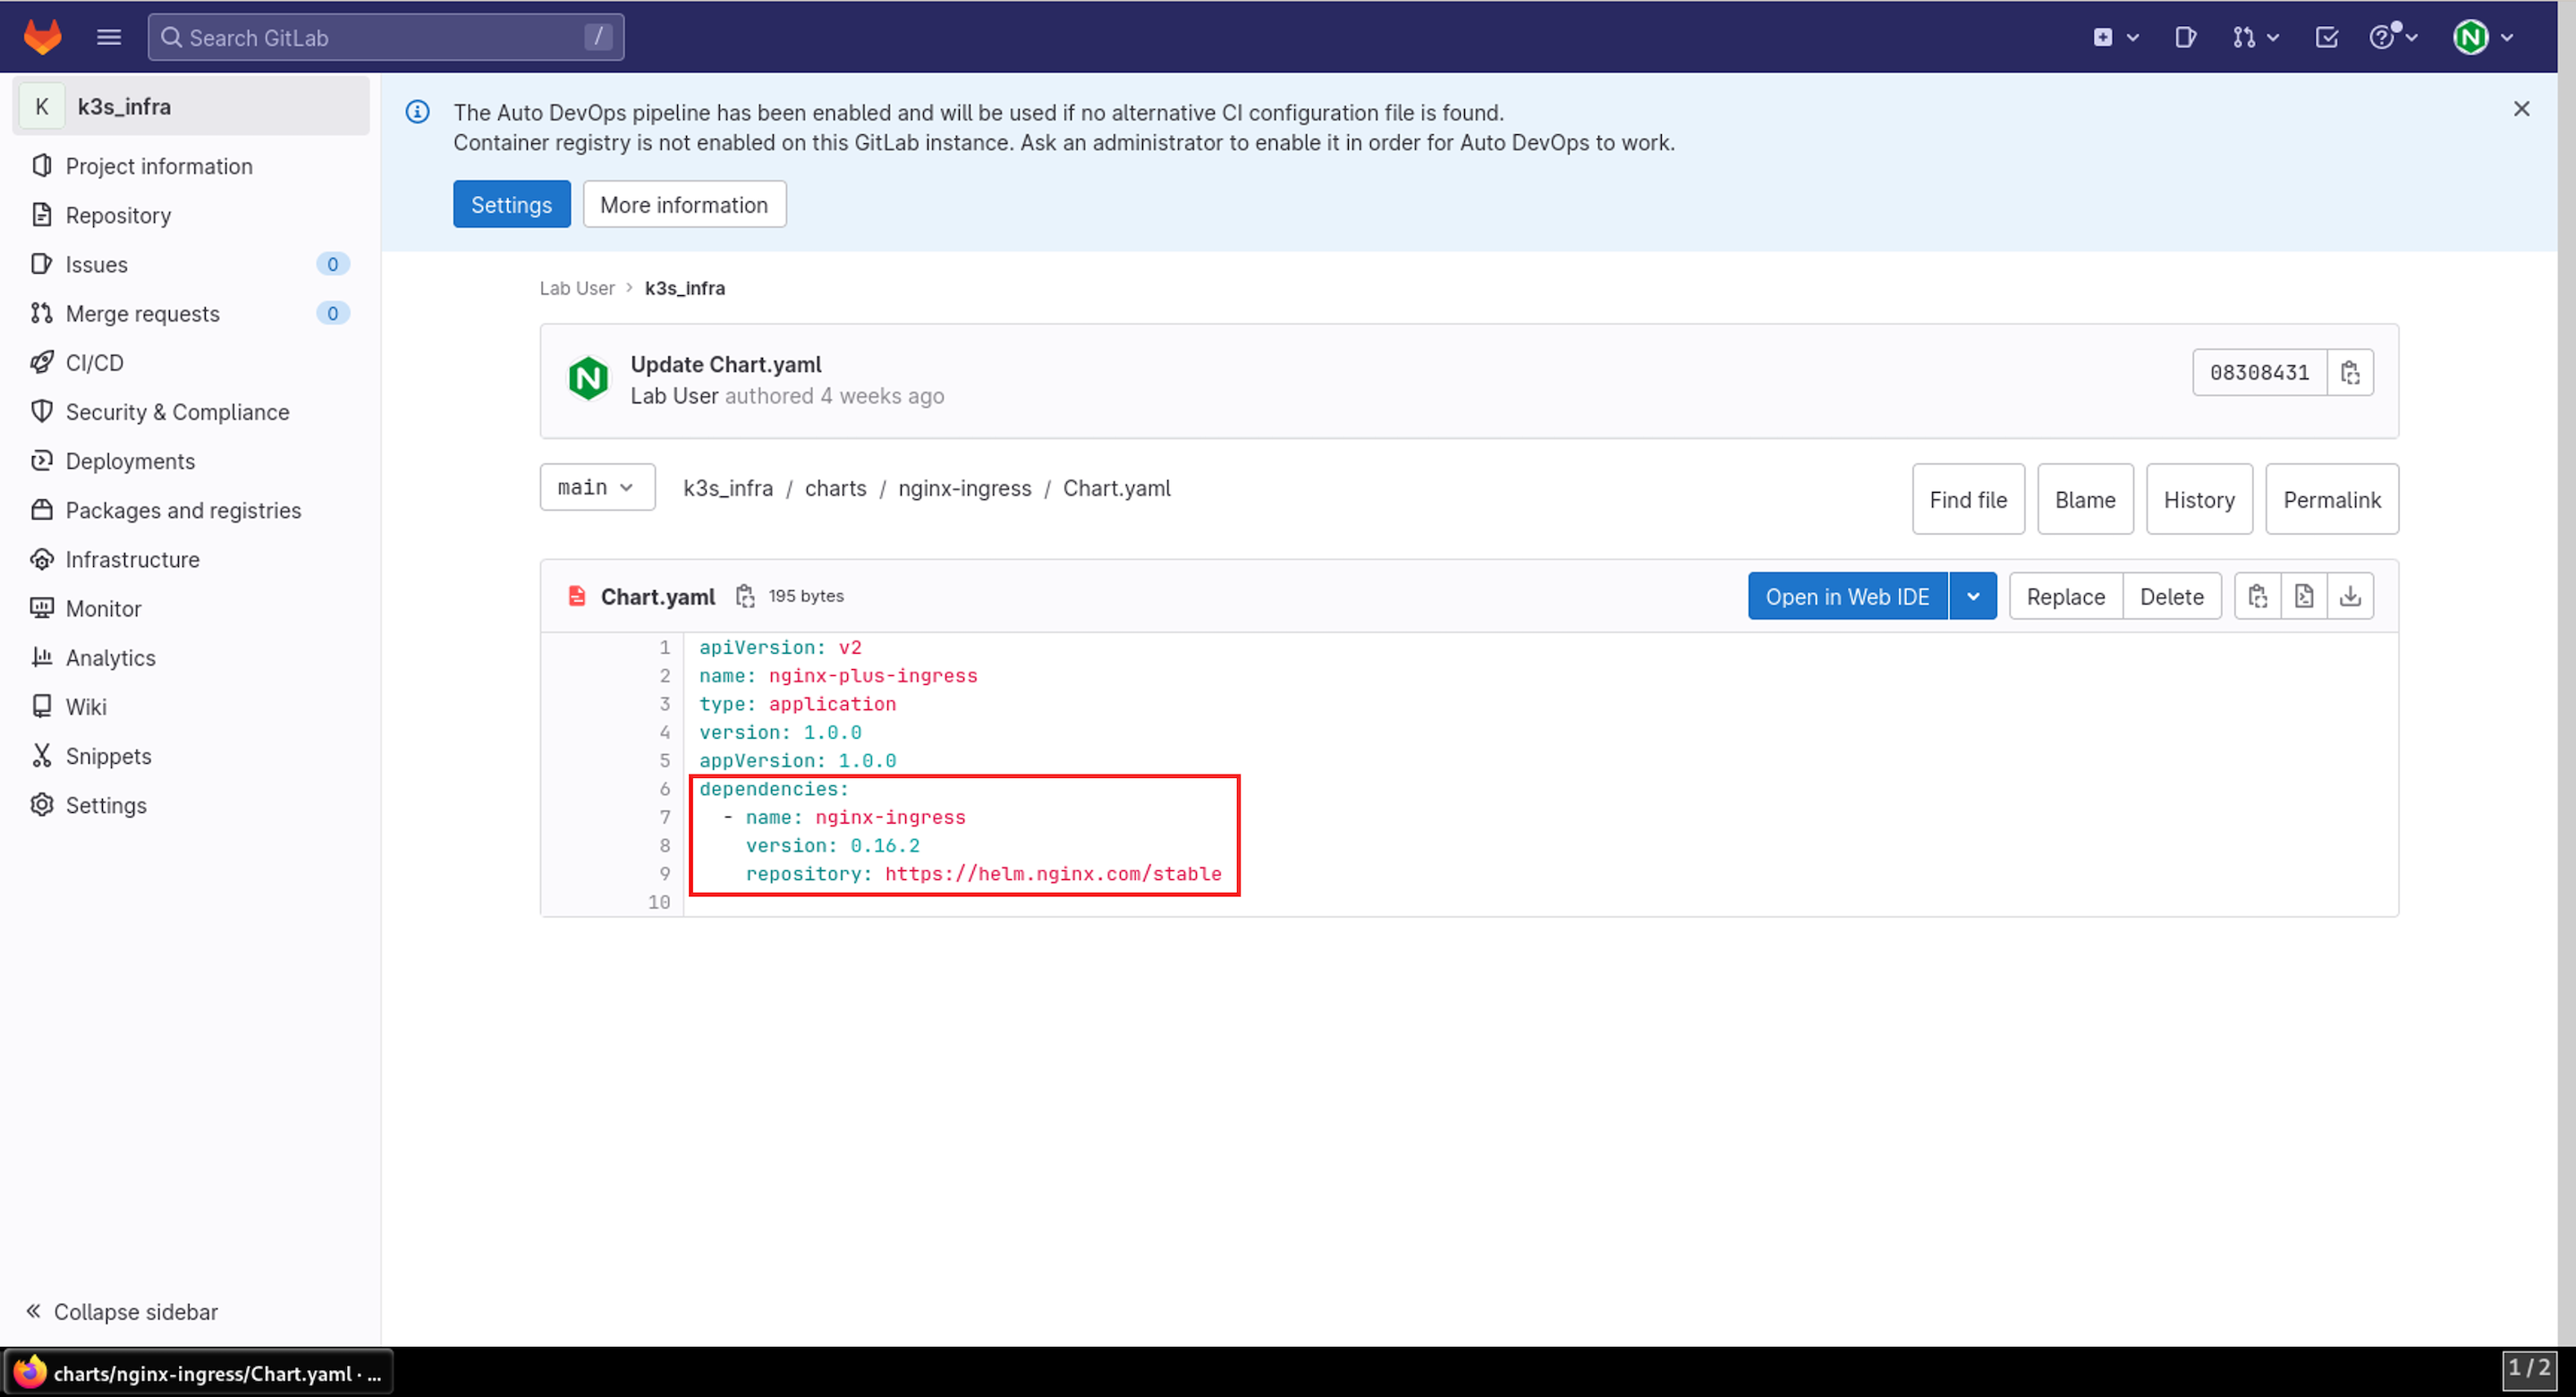 Search GitLab /
K k3s_infra
Project information
Repository
Issues 0
Merge requests 0
CI/CD
Security & Compliance
Deployments
Packages and registries
Infrastructure
Monitor
Analytics
Wiki
Snippets
Settings
Collapse sidebar
The Auto DevOps pipeline has been enabled and will be used if no alternative CI configuration file is found.
Container registry is not enabled on this GitLab instance. Ask an administrator to enable it in order for Auto DevOps to work.
Settings More information
Lab User › k3s_infra
Update Chart.yaml
Lab User authored 4 weeks ago
08308431
main k3s_infra / charts / nginx-ingress / Chart.yaml
Find file Blame History Permalink
Chart.yaml 195 bytes
Open in Web IDE Replace Delete
1 apiVersion: v2
2 name: nginx-plus-ingress
3 type: application
4 version: 1.0.0
5 appVersion: 1.0.0
6 dependencies:
7 - name: nginx-ingress
8 version: 0.16.2
9 repository: https://helm.nginx.com/stable
10
charts/nginx-ingress/Chart.yaml · ...
1/2